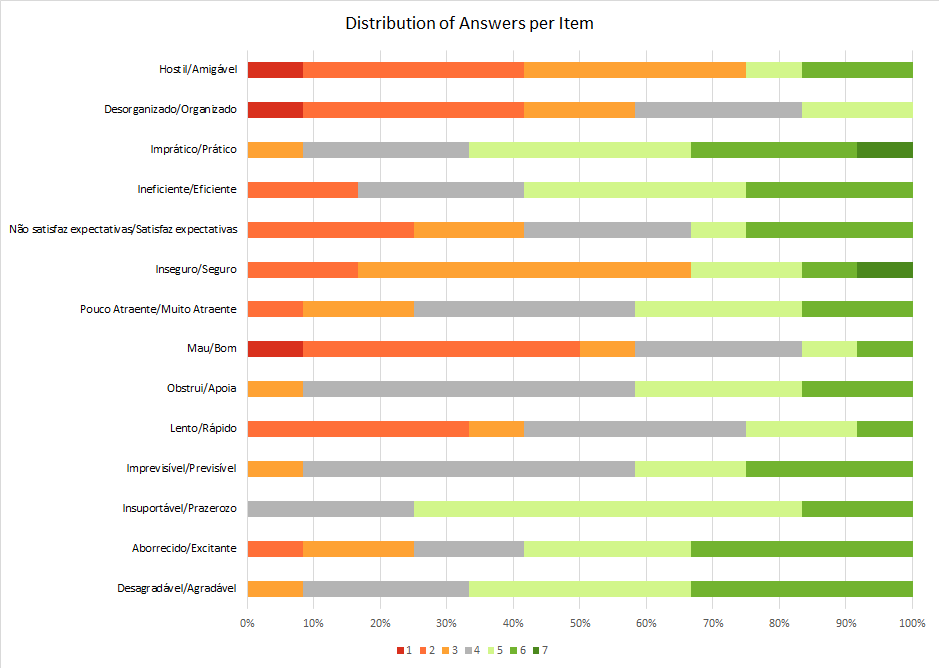 Distribution of Answers per Item
Hostil/Amigável
Desorganizado/Organizado
Imprático/Prático
Ineficiente/Eficiente
Não satisfaz expectativas/Satisfaz expectativas
Inseguro/Seguro
Pouco Atraente/Muito Atraente
Mau/Bom
Obstrui/Apoia
Lento/Rápido
Imprevisível/Previsível
Insuportável/Prazerozo
Aborrecido/Excitante
Desagradável/Agradável
0% 10% 20% 30% 40% 50% 60% 70% 80% 90% 100%
1 2 3 4 5 6 7